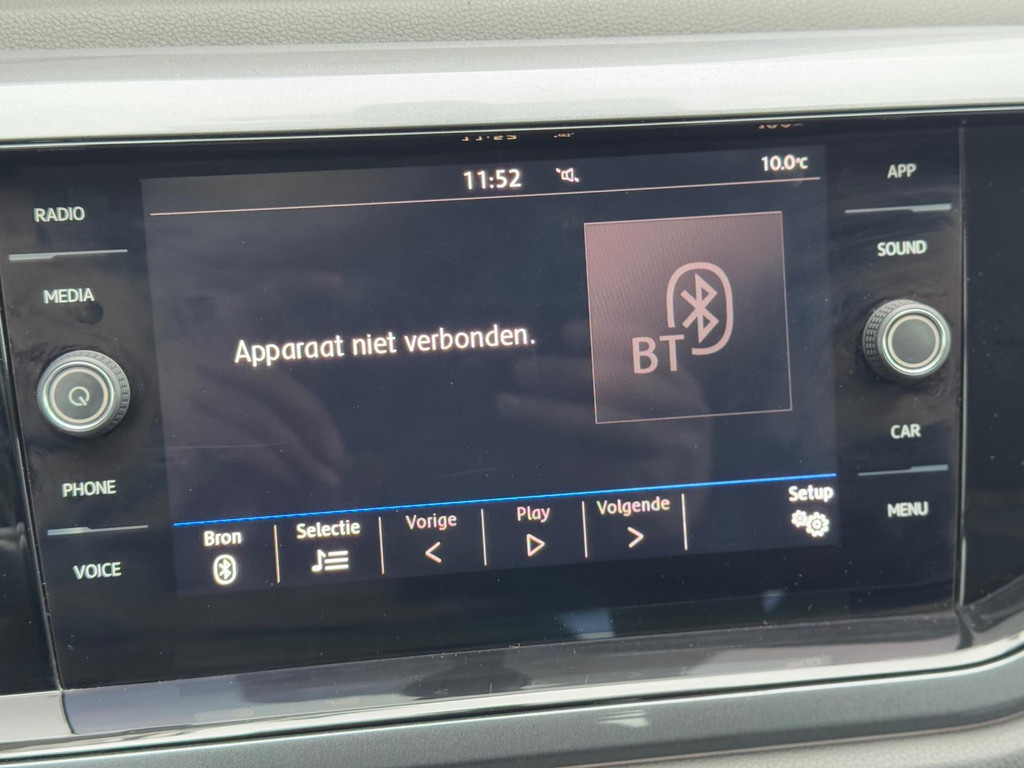 11:52
10.0°C
RADIO
MEDIA
PHONE
VOICE
APP
SOUND
CAR
MENU
Apparaat niet verbonden.
BT
Bron
Selectie
Vorige
Play
Volgende
Setup